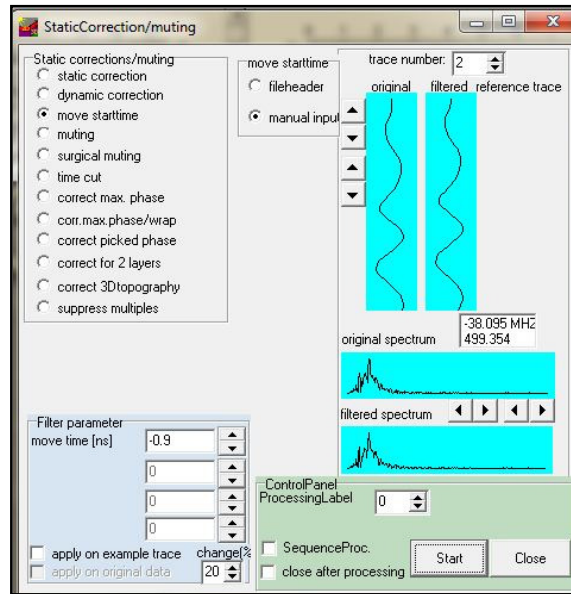 StaticCorrection/muting
Static corrections/muting
static correction
dynamic correction
move starttime
muting
surgical muting
time cut
correct max. phase
corr.max.phase/wrap
correct picked phase
correct for 2 layers
correct 3Dtopography
suppress multiples
move starttime
fileheader
manual input
trace number: 2
original filtered reference trace
-38.095 MHZ
original spectrum 499.354
filtered spectrum
Filter parameter
move time [ns] -0.9
0
0
0
apply on example trace change(%
apply on original data 20
ControlPanel
ProcessingLabel 0
SequenceProc.
close after processing
Start Close